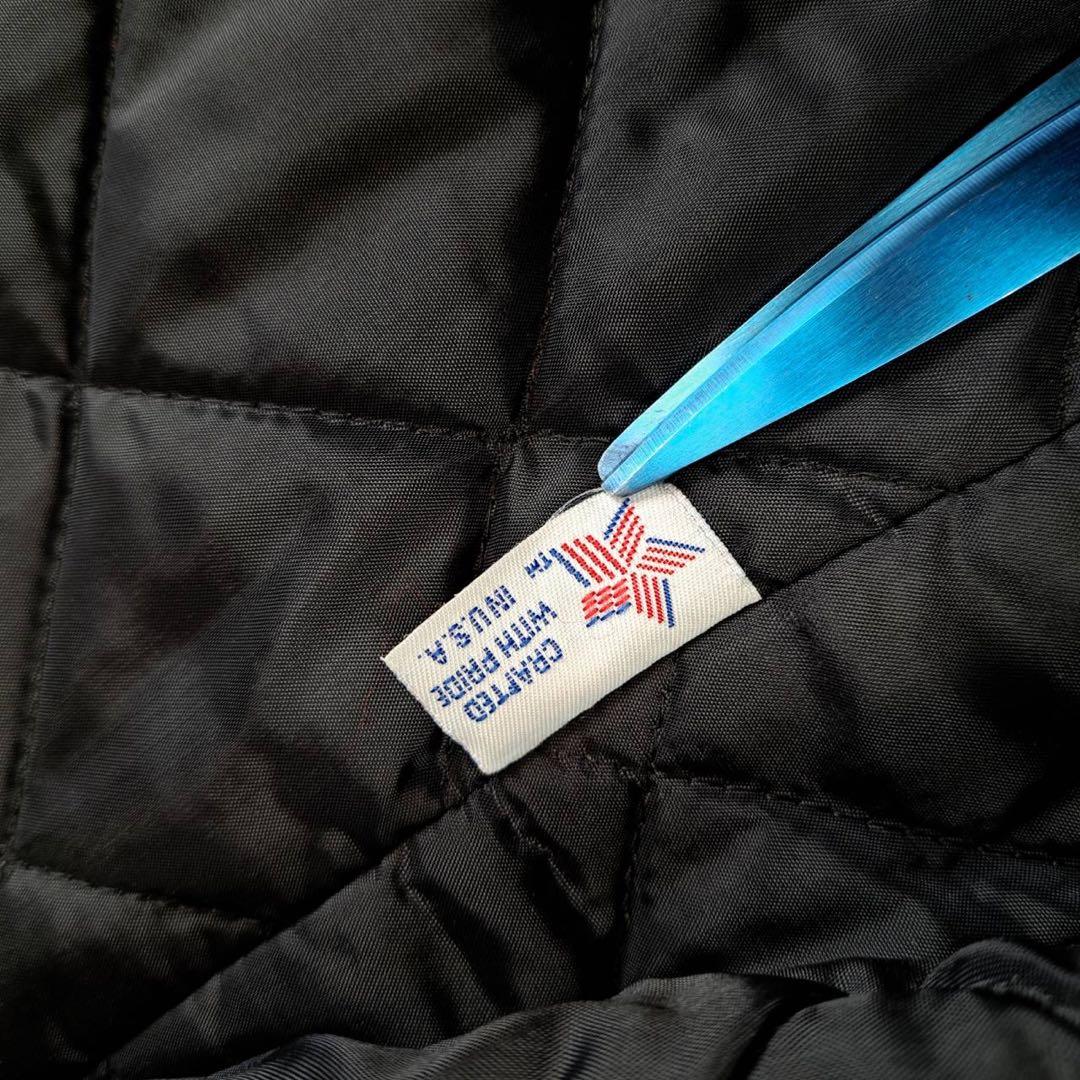 ™
CRAFTED
WITH PRIDE
IN U.S.A.